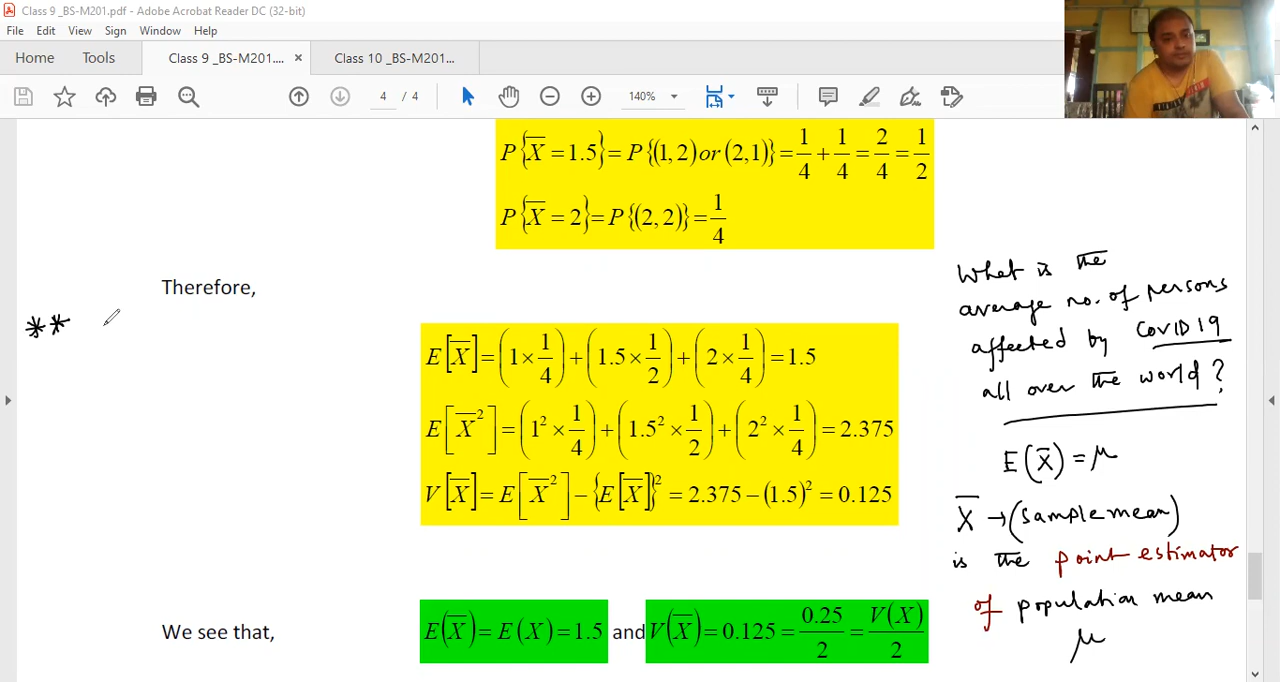 Class 9 _BS-M201.pdf - Adobe Acrobat Reader DC (32-bit)
File Edit View Sign Window Help
Home Tools Class 9 _BS-M201.... × Class 10 _BS-M201...
4 / 4 140%
P{X̅ = 1.5} = P{(1, 2) or (2,1)} = 1/4 + 1/4 = 2/4 = 1/2
P{X̅ = 2} = P{(2, 2)} = 1/4
Therefore,
**
E[X̅] = (1 × 1/4) + (1.5 × 1/2) + (2 × 1/4) = 1.5
E[X̅²] = (1² × 1/4) + (1.5² × 1/2) + (2² × 1/4) = 2.375
V[X̅] = E[X̅²] − {E[X̅]}² = 2.375 − (1.5)² = 0.125
We see that, E(X̅) = E(X) = 1.5 and V(X̅) = 0.125 = 0.25/2 = V(X)/2
What is the
average no. of persons
affected by COVID 19
all over the world?
E(X̅) = μ
X̅ → (sample mean)
is the point estimator
of population mean
μ